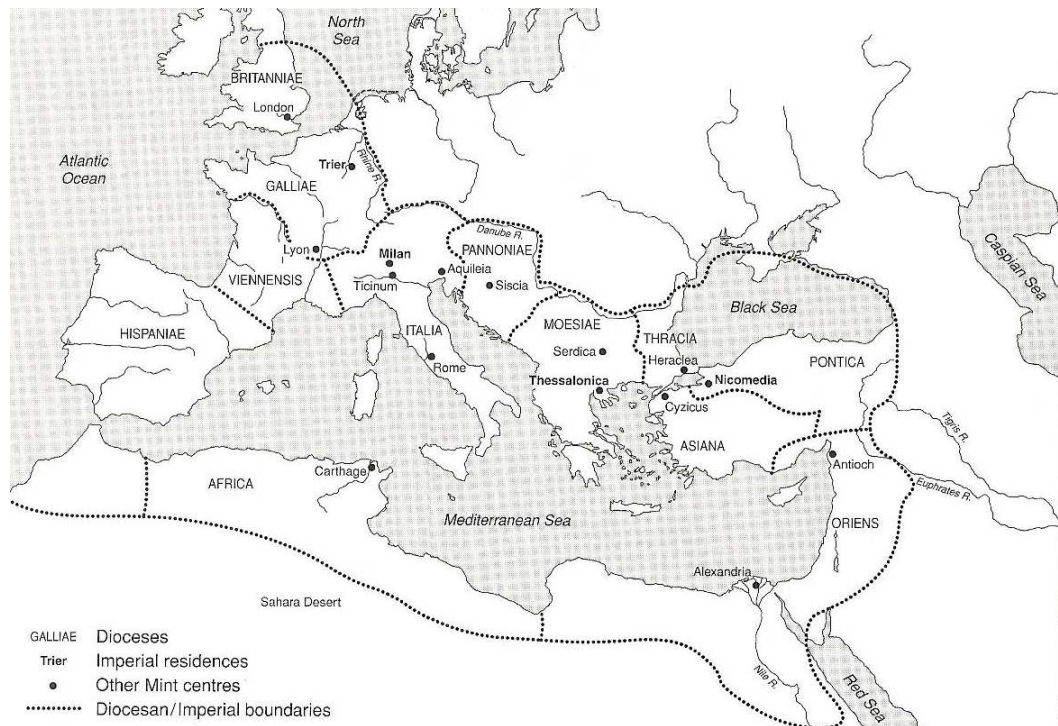 North
Sea
BRITANNIAE
London
Atlantic
Ocean
Trier
Rhine R.
GALLIAE
Lyon
VIENNENSIS
Milan
Ticinum
Aquileia
Danube R.
PANNONIAE
Siscia
Caspian Sea
Black Sea
HISPANIAE
ITALIA
Rome
MOESIAE
Serdica
THRACIA
Heraclea
PONTICA
Thessalonica
Nicomedia
Cyzicus
ASIANA
Tigris R.
Antioch
Euphrates R.
Carthage
AFRICA
Mediterranean Sea
ORIENS
Alexandria
Sahara Desert
Nile R.
Red Sea
GALLIAE Dioceses
Trier Imperial residences
Other Mint centres
Diocesan/Imperial boundaries